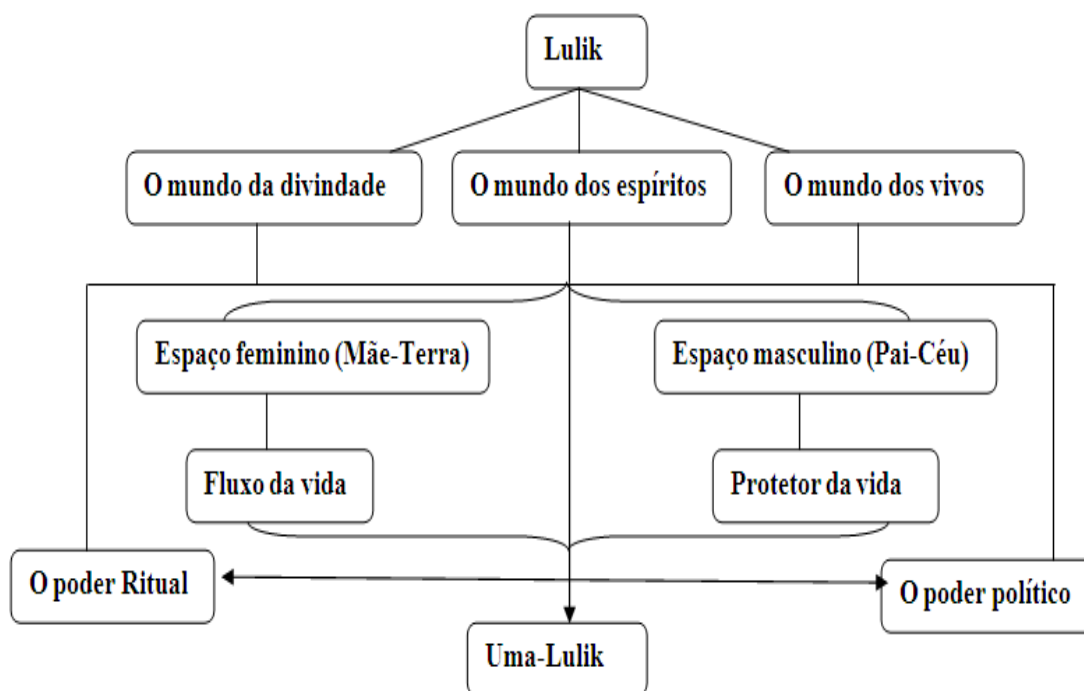 Lulik
O mundo da divindade
O mundo dos espíritos
O mundo dos vivos
Espaço feminino (Mãe-Terra)
Espaço masculino (Pai-Céu)
Fluxo da vida
Protetor da vida
O poder Ritual
O poder político
Uma-Lulik